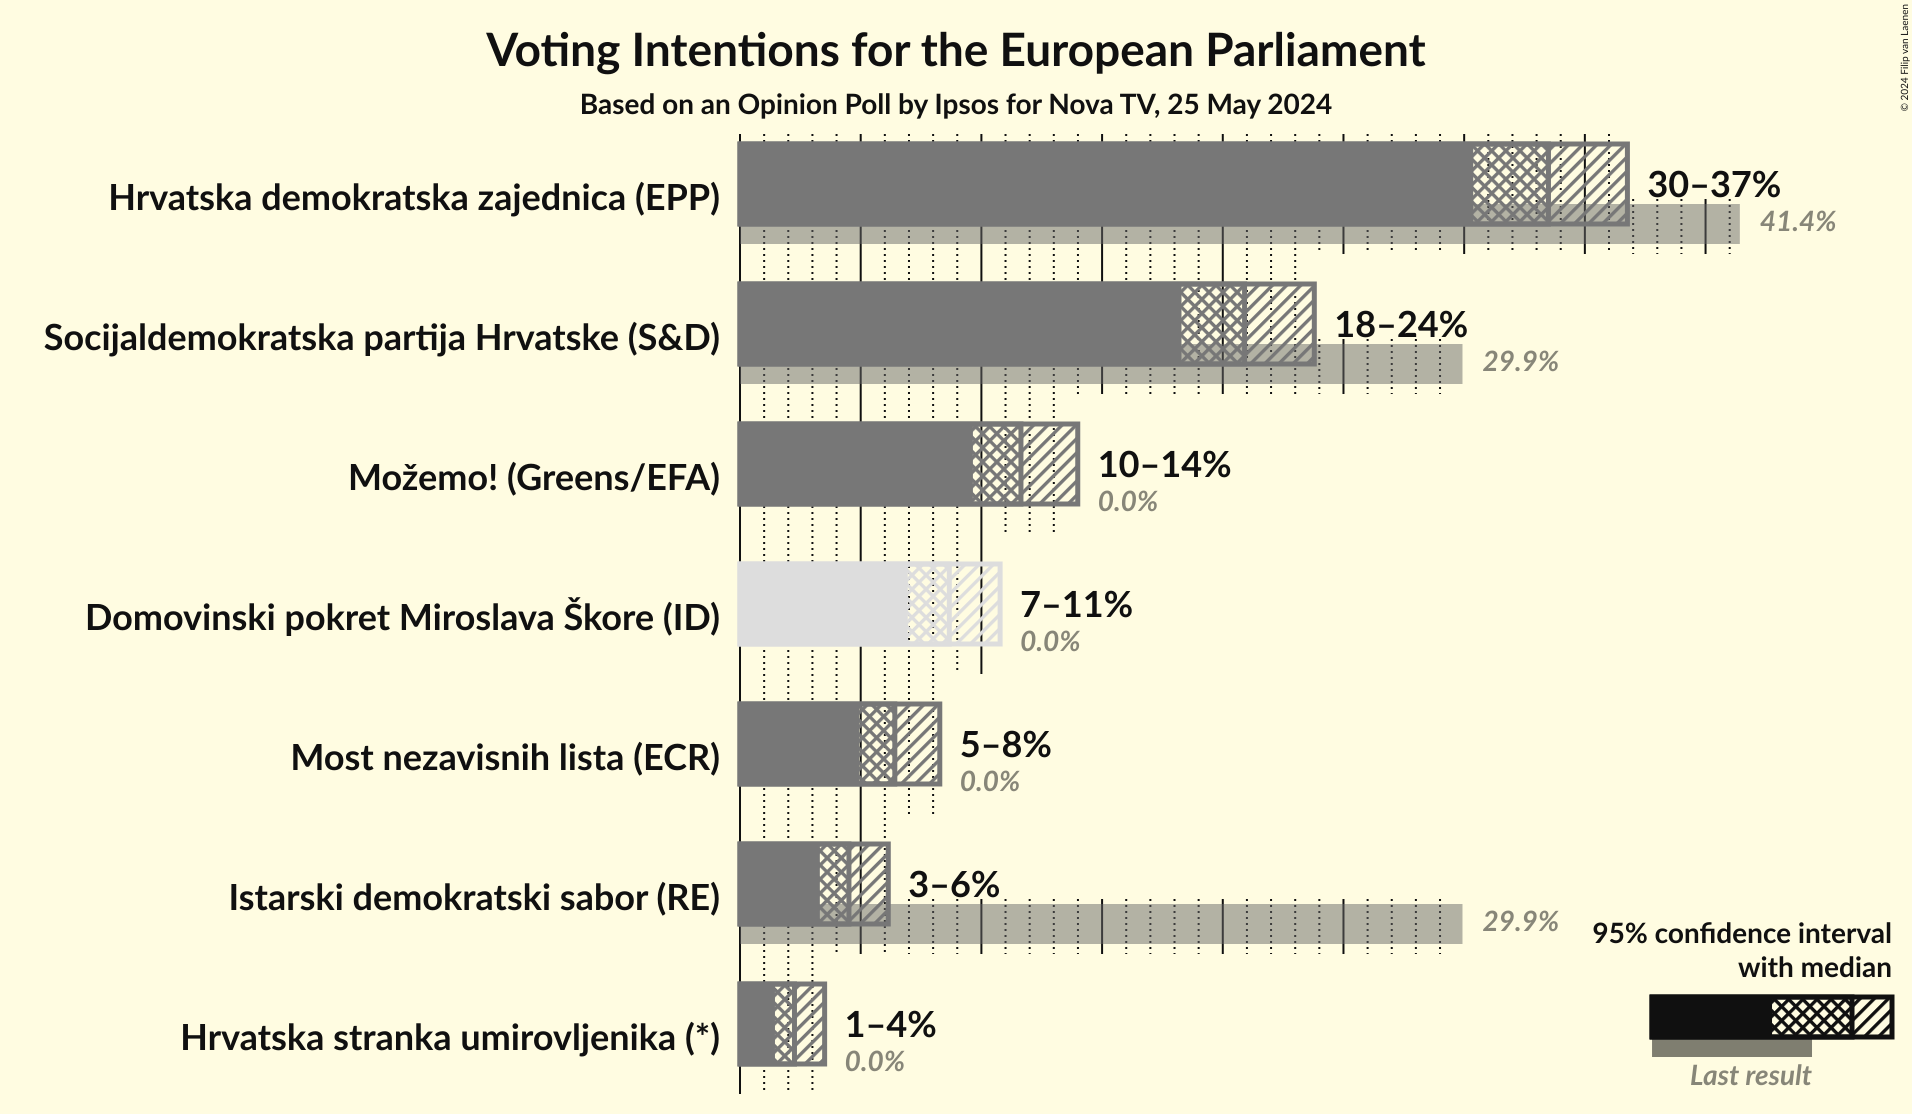 Voting Intentions for the European Parliament
Based on an Opinion Poll by Ipsos for Nova TV, 25 May 2024
© 2024 Filip van Laenen
Hrvatska demokratska zajednica (EPP)
30–37%
41.4%
Socijaldemokratska partija Hrvatske (S&D)
18–24%
29.9%
Možemo! (Greens/EFA)
10–14%
0.0%
Domovinski pokret Miroslava Škore (ID)
7–11%
0.0%
Most nezavisnih lista (ECR)
5–8%
0.0%
Istarski demokratski sabor (RE)
3–6%
29.9%
Hrvatska stranka umirovljenika (*)
1–4%
0.0%
95% confidence interval
with median
Last result